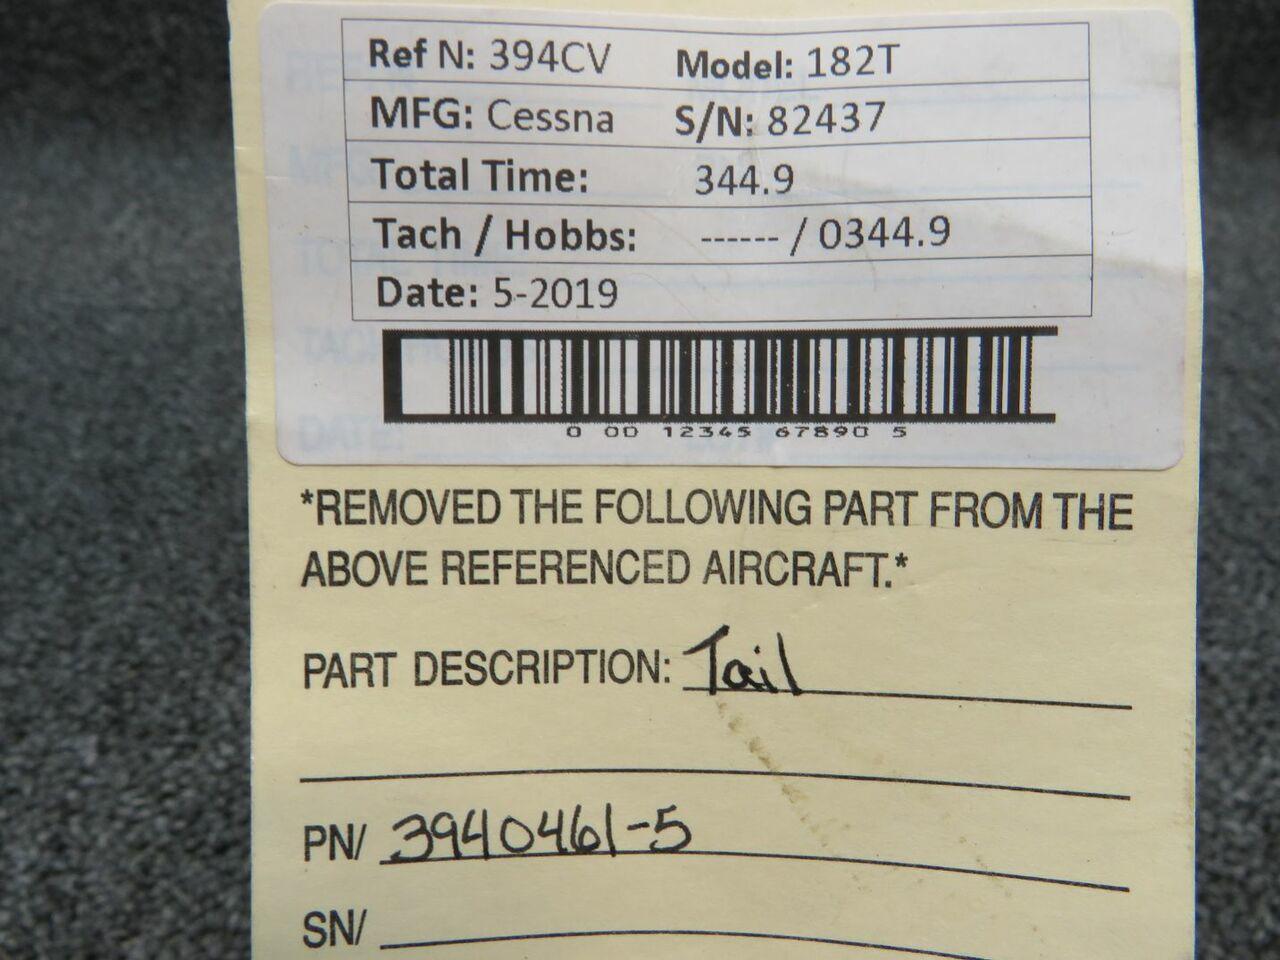 Ref N: 394CV Model: 182T
MFG: Cessna S/N: 82437
Total Time: 344.9
Tach / Hobbs: ------ / 0344.9
Date: 5-2019
0 00 12345 67890 5
*REMOVED THE FOLLOWING PART FROM THE
ABOVE REFERENCED AIRCRAFT.*
PART DESCRIPTION: Tail
PN/ 3940461-5
SN/